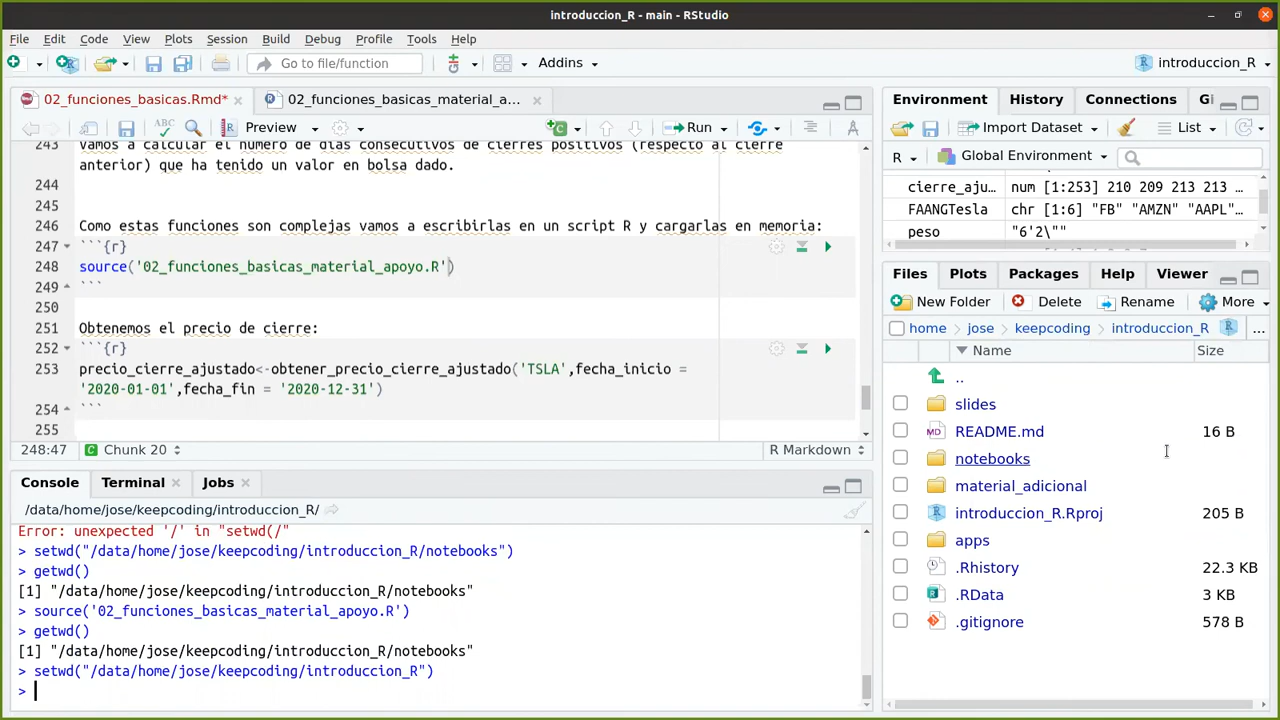 introduccion_R - main - RStudio
File Edit Code View Plots Session Build Debug Profile Tools Help
Go to file/function Addins introduccion_R
02_funciones_basicas.Rmd* 02_funciones_basicas_material_a...
Preview Run
243 Vamos a calcular el número de días consecutivos de cierres positivos (respecto al cierre
anterior) que ha tenido un valor en bolsa dado.
244
245
246 Como estas funciones son complejas vamos a escribirlas en un script R y cargarlas en memoria:
247 ```{r}
248 source('02_funciones_basicas_material_apoyo.R')
249 ```
250
251 Obtenemos el precio de cierre:
252 ```{r}
253 precio_cierre_ajustado<-obtener_precio_cierre_ajustado('TSLA',fecha_inicio =
'2020-01-01',fecha_fin = '2020-12-31')
254 ```
255
248:47 Chunk 20 R Markdown
Console Terminal Jobs
/data/home/jose/keepcoding/introduccion_R/
Error: unexpected '/' in "setwd(/"
> setwd("/data/home/jose/keepcoding/introduccion_R/notebooks")
> getwd()
[1] "/data/home/jose/keepcoding/introduccion_R/notebooks"
> source('02_funciones_basicas_material_apoyo.R')
> getwd()
[1] "/data/home/jose/keepcoding/introduccion_R/notebooks"
> setwd("/data/home/jose/keepcoding/introduccion_R")
>
Environment History Connections Gi
Import Dataset List
R Global Environment
cierre_aju... num [1:253] 210 209 213 213 ...
FAANGTesla chr [1:6] "FB" "AMZN" "AAPL"...
peso "6'2\""
Files Plots Packages Help Viewer
New Folder Delete Rename More
home > jose > keepcoding > introduccion_R ...
Name Size
..
slides
README.md 16 B
notebooks
material_adicional
introduccion_R.Rproj 205 B
apps
.Rhistory 22.3 KB
.RData 3 KB
.gitignore 578 B